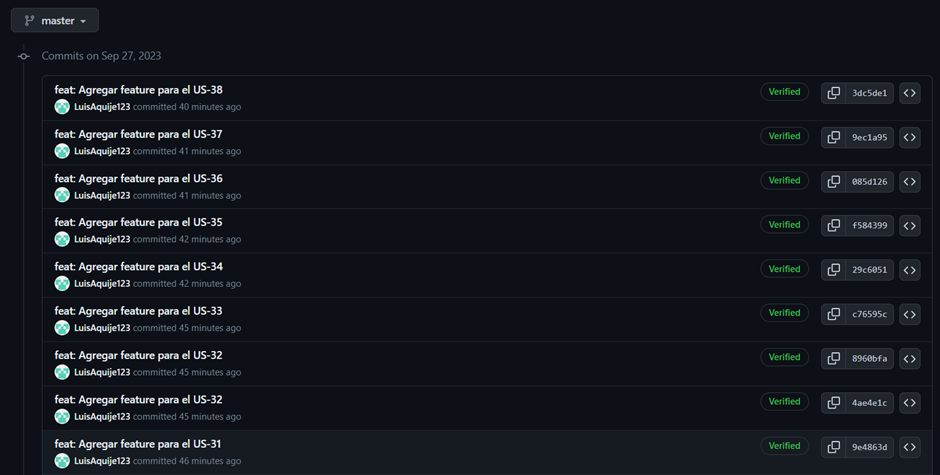 master
Commits on Sep 27, 2023
feat: Agregar feature para el US-38
LuisAquije123 committed 40 minutes ago
Verified
3dc5de1
feat: Agregar feature para el US-37
LuisAquije123 committed 41 minutes ago
Verified
9ec1a95
feat: Agregar feature para el US-36
LuisAquije123 committed 41 minutes ago
Verified
085d126
feat: Agregar feature para el US-35
LuisAquije123 committed 42 minutes ago
Verified
f584399
feat: Agregar feature para el US-34
LuisAquije123 committed 42 minutes ago
Verified
29c6051
feat: Agregar feature para el US-33
LuisAquije123 committed 45 minutes ago
Verified
c76595c
feat: Agregar feature para el US-32
LuisAquije123 committed 45 minutes ago
Verified
8960bfa
feat: Agregar feature para el US-32
LuisAquije123 committed 45 minutes ago
Verified
4ae4e1c
feat: Agregar feature para el US-31
LuisAquije123 committed 46 minutes ago
Verified
9e4863d